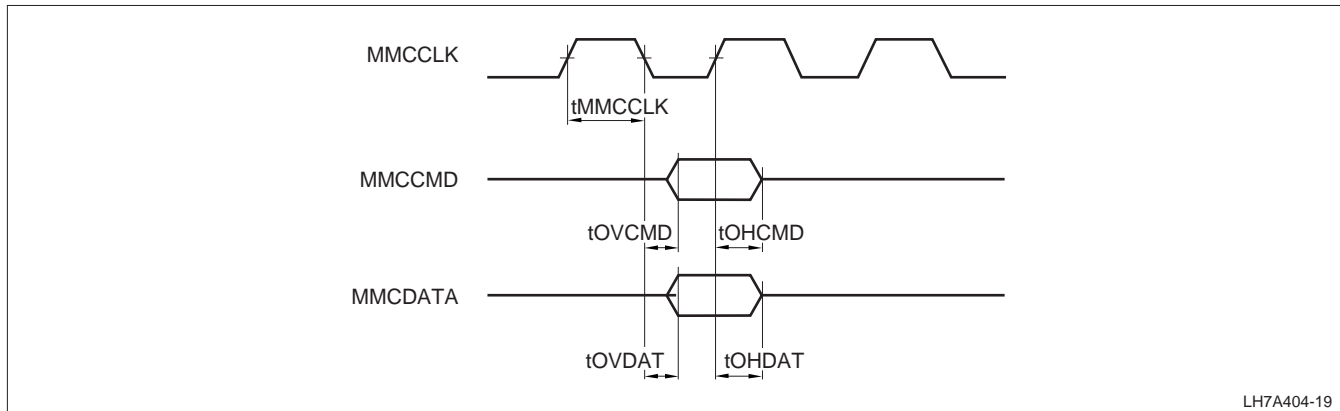 MMCCLK
tMMCCLK
MMCCMD
tOVCMD tOHCMD
MMCDATA
tOVDAT tOHDAT
LH7A404-19